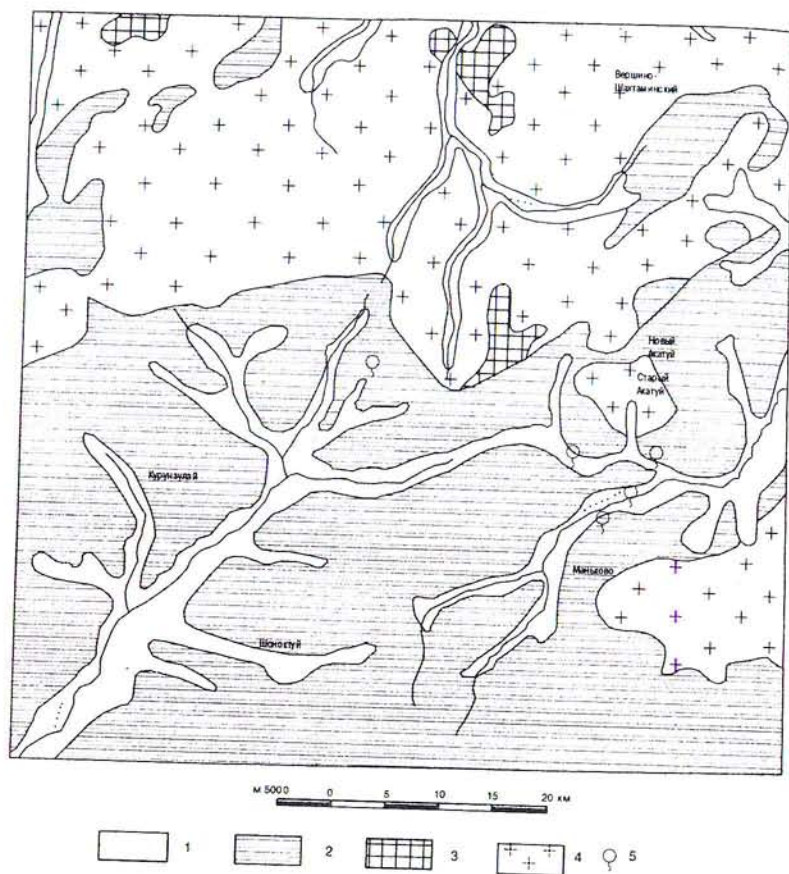 Вершино-
Шахтаминский
Новый
Акатуй
Старый
Акатуй
Курунзулай
Маньково
Шоноктуй
м 5000 0 5 10 15 20 км
1 2 3 4 5